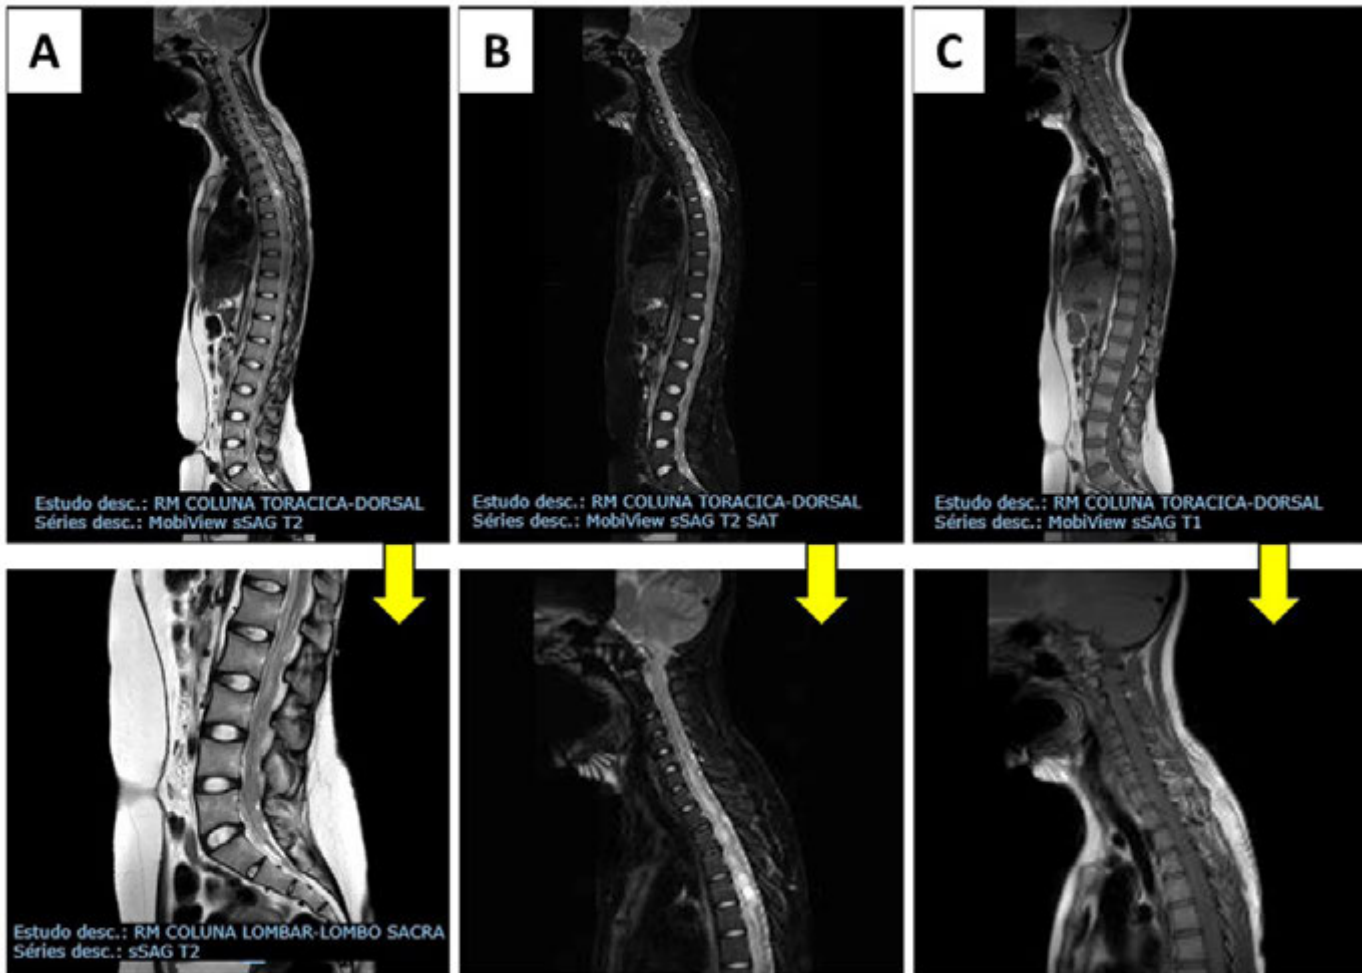 A
B
C
Estudo desc.: RM COLUNA TORACICA-DORSAL
Séries desc.: MobiView sSAG T2
Estudo desc.: RM COLUNA TORACICA-DORSAL
Séries desc.: MobiView sSAG T2 SAT
Estudo desc.: RM COLUNA TORACICA-DORSAL
Séries desc.: MobiView sSAG T1
Estudo desc.: RM COLUNA LOMBAR-LOMBO SACRA
Séries desc.: sSAG T2